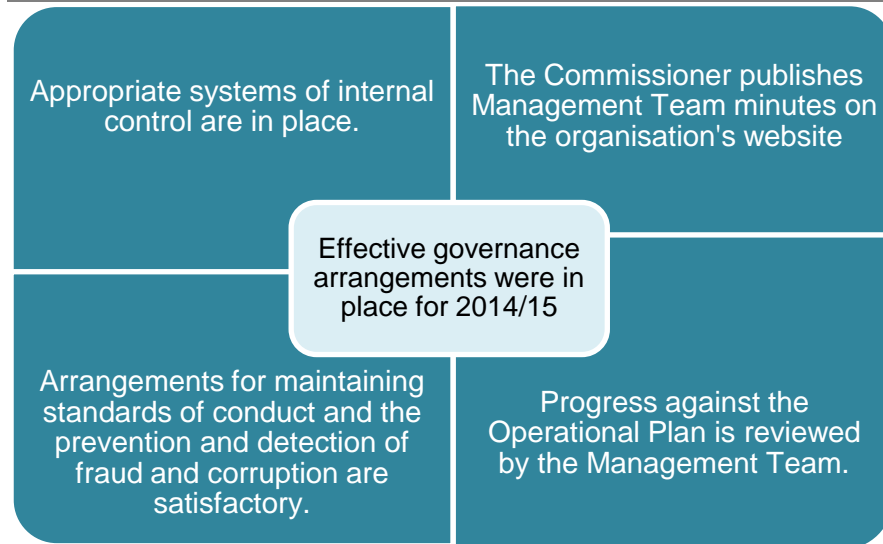 Appropriate systems of internal
control are in place.
The Commissioner publishes
Management Team minutes on
the organisation's website
Effective governance
arrangements were in
place for 2014/15
Arrangements for maintaining
standards of conduct and the
prevention and detection of
fraud and corruption are
satisfactory.
Progress against the
Operational Plan is reviewed
by the Management Team.